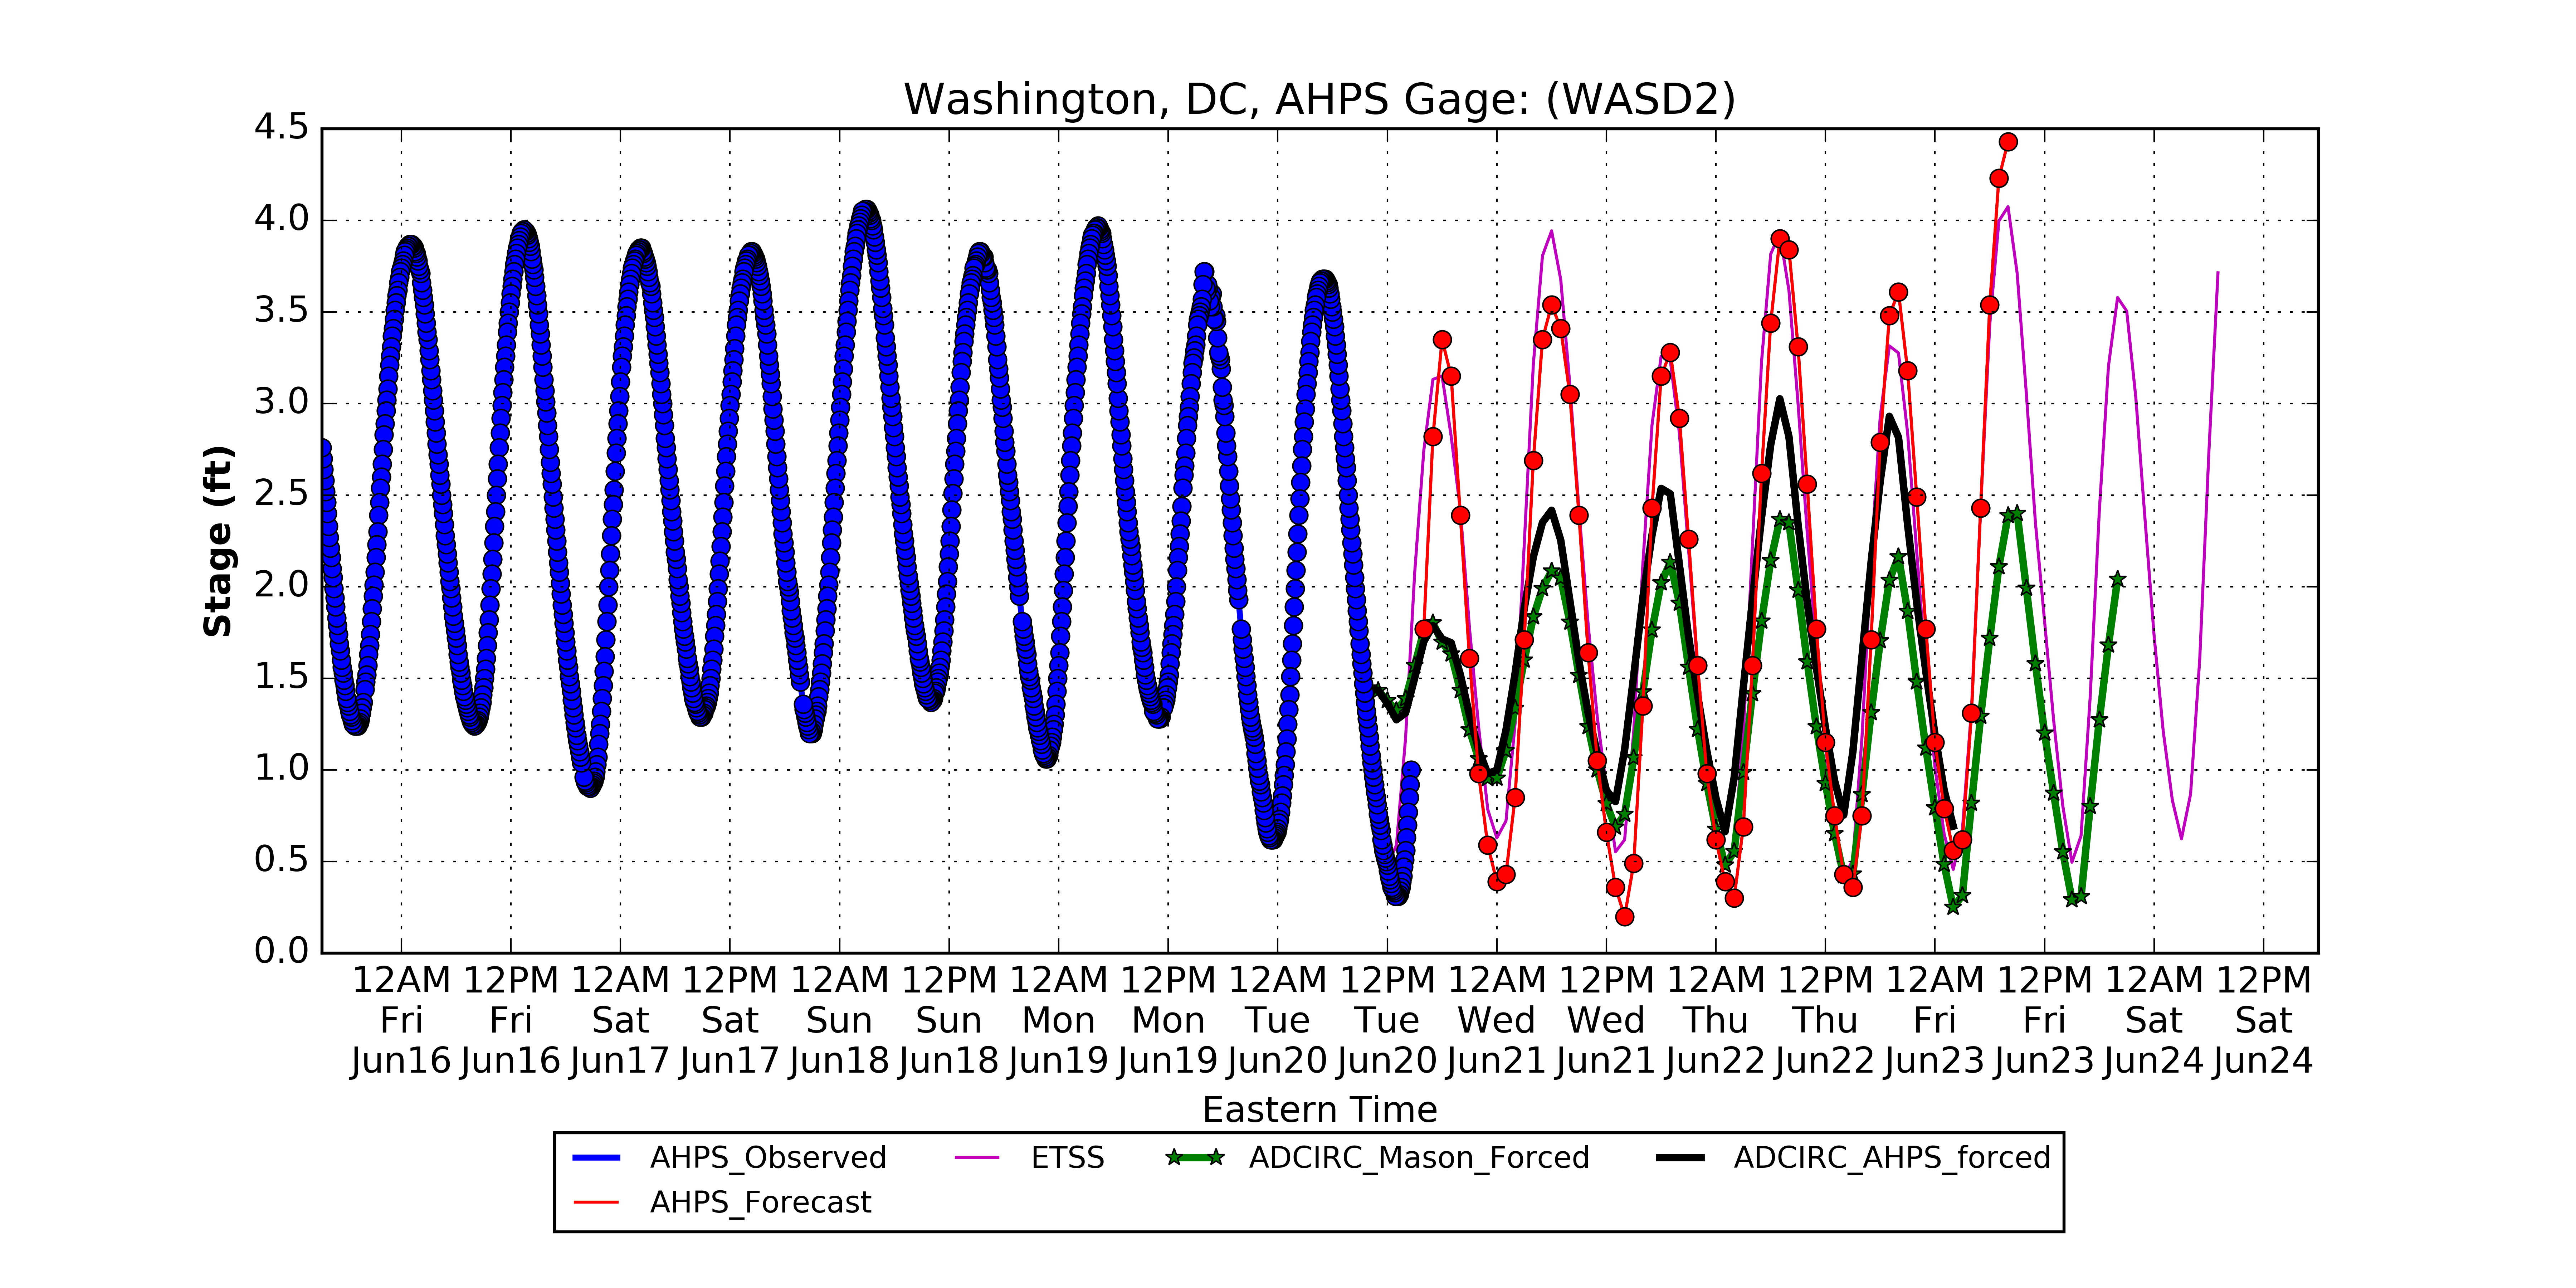 Washington, DC, AHPS Gage: (WASD2)
4.5
4.0
3.5
3.0
2.5
2.0
1.5
1.0
0.5
0.0
Stage (ft)
12AM 12PM 12AM 12PM 12AM 12PM 12AM 12PM 12AM 12PM 12AM 12PM 12AM 12PM 12AM 12PM 12AM 12PM
Fri Fri Sat Sat Sun Sun Mon Mon Tue Tue Wed Wed Thu Thu Fri Fri Sat Sat
Jun16 Jun16 Jun17 Jun17 Jun18 Jun18 Jun19 Jun19 Jun20 Jun20 Jun21 Jun21 Jun22 Jun22 Jun23 Jun23 Jun24 Jun24
Eastern Time
AHPS_Observed ETSS ADCIRC_Mason_Forced ADCIRC_AHPS_forced
AHPS_Forecast